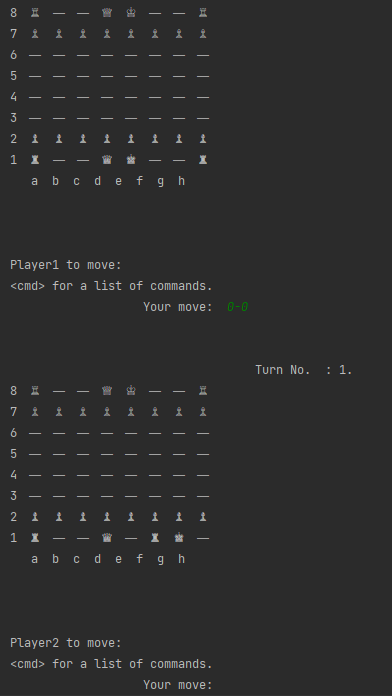 8 ♖ — — ♕ ♔ — — ♖
7 ♗ ♗ ♗ ♗ ♗ ♗ ♗ ♗
6 — — — — — — — —
5 — — — — — — — —
4 — — — — — — — —
3 — — — — — — — —
2 ♝ ♝ ♝ ♝ ♝ ♝ ♝ ♝
1 ♜ — — ♛ ♚ — — ♜
a b c d e f g h
Player1 to move:
<cmd> for a list of commands.
Your move: 0-0
Turn No. : 1.
8 ♖ — — ♕ ♔ — — ♖
7 ♗ ♗ ♗ ♗ ♗ ♗ ♗ ♗
6 — — — — — — — —
5 — — — — — — — —
4 — — — — — — — —
3 — — — — — — — —
2 ♝ ♝ ♝ ♝ ♝ ♝ ♝ ♝
1 ♜ — — ♛ — ♜ ♚ —
a b c d e f g h
Player2 to move:
<cmd> for a list of commands.
Your move: